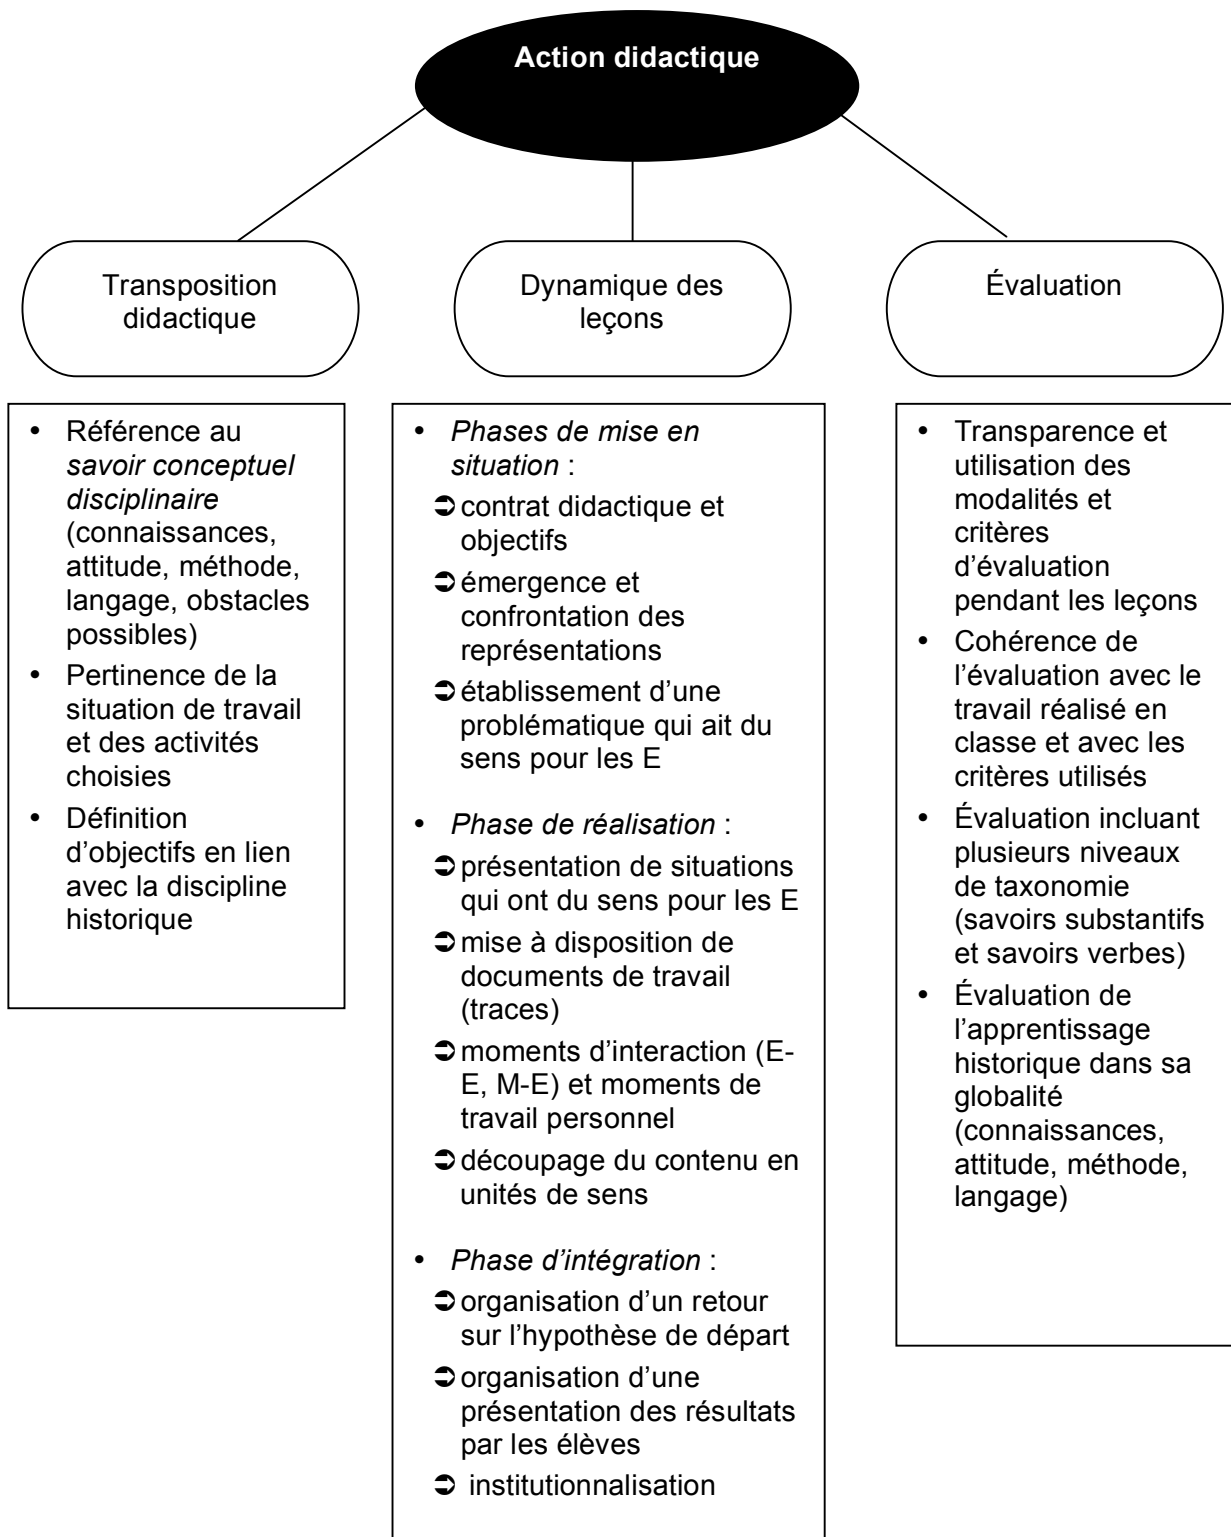 Action didactique
Transposition
didactique
Dynamique des
leçons
Évaluation
• Référence au
savoir conceptuel
disciplinaire
(connaissances,
attitude, méthode,
langage, obstacles
possibles)
• Pertinence de la
situation de travail
et des activités
choisies
• Définition
d’objectifs en lien
avec la discipline
historique
• Phases de mise en
situation :
➲ contrat didactique et
objectifs
➲ émergence et
confrontation des
représentations
➲ établissement d’une
problématique qui ait du
sens pour les E
• Phase de réalisation :
➲ présentation de situations
qui ont du sens pour les E
➲ mise à disposition de
documents de travail
(traces)
➲ moments d’interaction (E-
E, M-E) et moments de
travail personnel
➲ découpage du contenu en
unités de sens
• Phase d’intégration :
➲ organisation d’un retour
sur l’hypothèse de départ
➲ organisation d’une
présentation des résultats
par les élèves
➲ institutionnalisation
• Transparence et
utilisation des
modalités et
critères
d’évaluation
pendant les leçons
• Cohérence de
l’évaluation avec le
travail réalisé en
classe et avec les
critères utilisés
• Évaluation incluant
plusieurs niveaux
de taxonomie
(savoirs substantifs
et savoirs verbes)
• Évaluation de
l’apprentissage
historique dans sa
globalité
(connaissances,
attitude, méthode,
langage)